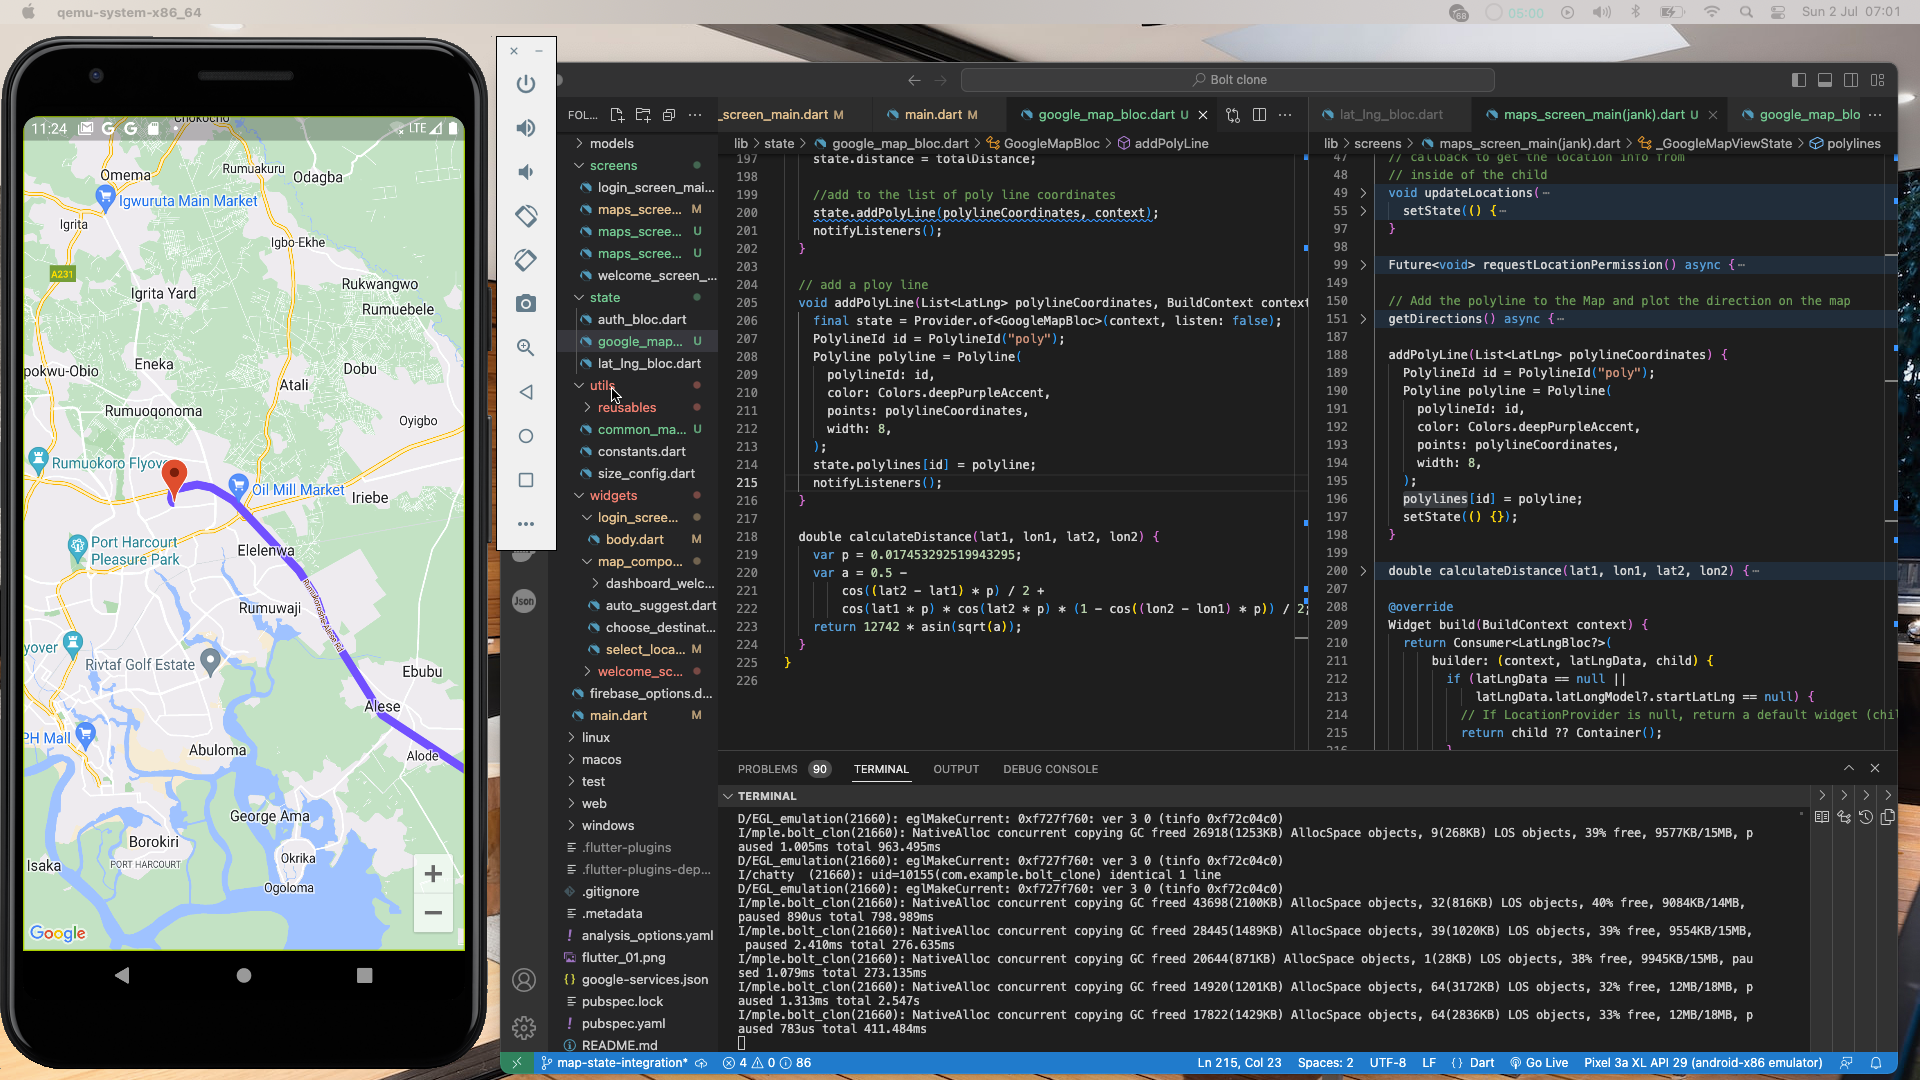 qemu-system-x86_64
68
05:00
Sun 2 Jul 07:01
11:24
LTE
Chokocho
Omema
Rumuakuru
Odagba
Igwuruta Main Market
Igrita
Igbo-Ekhe
A231
Rukwangwo
Igrita Yard
Rumuebele
Eneka
Dobu
pokwu-Obio
Atali
Rumuoqonoma
Oyigbo
Rumuokoro Flyove
Oil Mill Market
Iriebe
Port Harcourt
Pleasure Park
Elelenwa
Rumuwaji
yover
Rivtaf Golf Estate
Ebubu
Alese
PH Mall
Abuloma
Alode
George Ama
Borokiri
PORT HARCOURT
Okrika
Isaka
Ogoloma
Google
Bolt clone
FOL...
models
screens
login_screen_mai...
maps_scree... M
maps_scree... U
maps_scree... U
welcome_screen_...
state
auth_bloc.dart
google_map... U
lat_lng_bloc.dart
utils
reusables
common_ma... U
constants.dart
size_config.dart
widgets
login_scree...
body.dart M
map_compo...
dashboard_welc...
auto_suggest.dart
choose_destinat...
select_loca... M
welcome_sc...
firebase_options.d...
main.dart M
linux
macos
test
web
windows
.flutter-plugins
.flutter-plugins-dep...
.gitignore
.metadata
analysis_options.yaml
flutter_01.png
google-services.json
pubspec.lock
pubspec.yaml
README.md
Json
_screen_main.dart M
main.dart M
google_map_bloc.dart U
lib > state > google_map_bloc.dart > GoogleMapBloc > addPolyLine
197 state.distance = totalDistance;
198
199 //add to the list of poly line coordinates
200 state.addPolyLine(polylineCoordinates, context);
201 notifyListeners();
202 }
203
204 // add a ploy line
205 void addPolyLine(List<LatLng> polylineCoordinates, BuildContext context
206 final state = Provider.of<GoogleMapBloc>(context, listen: false);
207 PolylineId id = PolylineId("poly");
208 Polyline polyline = Polyline(
209 polylineId: id,
210 color: Colors.deepPurpleAccent,
211 points: polylineCoordinates,
212 width: 8,
213 );
214 state.polylines[id] = polyline;
215 notifyListeners();
216 }
217
218 double calculateDistance(lat1, lon1, lat2, lon2) {
219 var p = 0.017453292519943295;
220 var a = 0.5 -
221 cos((lat2 - lat1) * p) / 2 +
222 cos(lat1 * p) * cos(lat2 * p) * (1 - cos((lon2 - lon1) * p)) / 2;
223 return 12742 * asin(sqrt(a));
224 }
225 }
226
lat_lng_bloc.dart
maps_screen_main(jank).dart U
google_map_blo
lib > screens > maps_screen_main(jank).dart > _GoogleMapViewState > polylines
47 // callback to get the location info from
48 // inside of the child
49 void updateLocations(…
55 setState(() {…
97 }
98
99 Future<void> requestLocationPermission() async {…
149
150 // Add the polyline to the Map and plot the direction on the map
151 getDirections() async {…
187
188 addPolyLine(List<LatLng> polylineCoordinates) {
189 PolylineId id = PolylineId("poly");
190 Polyline polyline = Polyline(
191 polylineId: id,
192 color: Colors.deepPurpleAccent,
193 points: polylineCoordinates,
194 width: 8,
195 );
196 polylines[id] = polyline;
197 setState(() {});
198 }
199
200 double calculateDistance(lat1, lon1, lat2, lon2) {…
207
208 @override
209 Widget build(BuildContext context) {
210 return Consumer<LatLngBloc?>(
211 builder: (context, latLngData, child) {
212 if (latLngData == null ||
213 latLngData.latLongModel?.startLatLng == null) {
214 // If LocationProvider is null, return a default widget (chil
215 return child ?? Container();
216 }
PROBLEMS 90 TERMINAL OUTPUT DEBUG CONSOLE
TERMINAL
D/EGL_emulation(21660): eglMakeCurrent: 0xf727f760: ver 3 0 (tinfo 0xf72c04c0)
I/mple.bolt_clon(21660): NativeAlloc concurrent copying GC freed 26918(1253KB) AllocSpace objects, 9(268KB) LOS objects, 39% free, 9577KB/15MB, p
aused 1.005ms total 963.495ms
D/EGL_emulation(21660): eglMakeCurrent: 0xf727f760: ver 3 0 (tinfo 0xf72c04c0)
I/chatty (21660): uid=10155(com.example.bolt_clone) identical 1 line
D/EGL_emulation(21660): eglMakeCurrent: 0xf727f760: ver 3 0 (tinfo 0xf72c04c0)
I/mple.bolt_clon(21660): NativeAlloc concurrent copying GC freed 43698(2100KB) AllocSpace objects, 32(816KB) LOS objects, 40% free, 9084KB/14MB,
paused 890us total 798.989ms
I/mple.bolt_clon(21660): NativeAlloc concurrent copying GC freed 28445(1489KB) AllocSpace objects, 39(1020KB) LOS objects, 39% free, 9554KB/15MB,
paused 2.410ms total 276.635ms
I/mple.bolt_clon(21660): NativeAlloc concurrent copying GC freed 20644(871KB) AllocSpace objects, 1(28KB) LOS objects, 38% free, 9945KB/15MB, pau
sed 1.079ms total 273.135ms
I/mple.bolt_clon(21660): NativeAlloc concurrent copying GC freed 14920(1201KB) AllocSpace objects, 64(3172KB) LOS objects, 32% free, 12MB/18MB, p
aused 1.313ms total 2.547s
I/mple.bolt_clon(21660): NativeAlloc concurrent copying GC freed 17822(1429KB) AllocSpace objects, 64(2836KB) LOS objects, 33% free, 12MB/18MB, p
aused 783us total 411.484ms
map-state-integration* 4 0 86
Ln 215, Col 23 Spaces: 2 UTF-8 LF { } Dart Go Live Pixel 3a XL API 29 (android-x86 emulator)